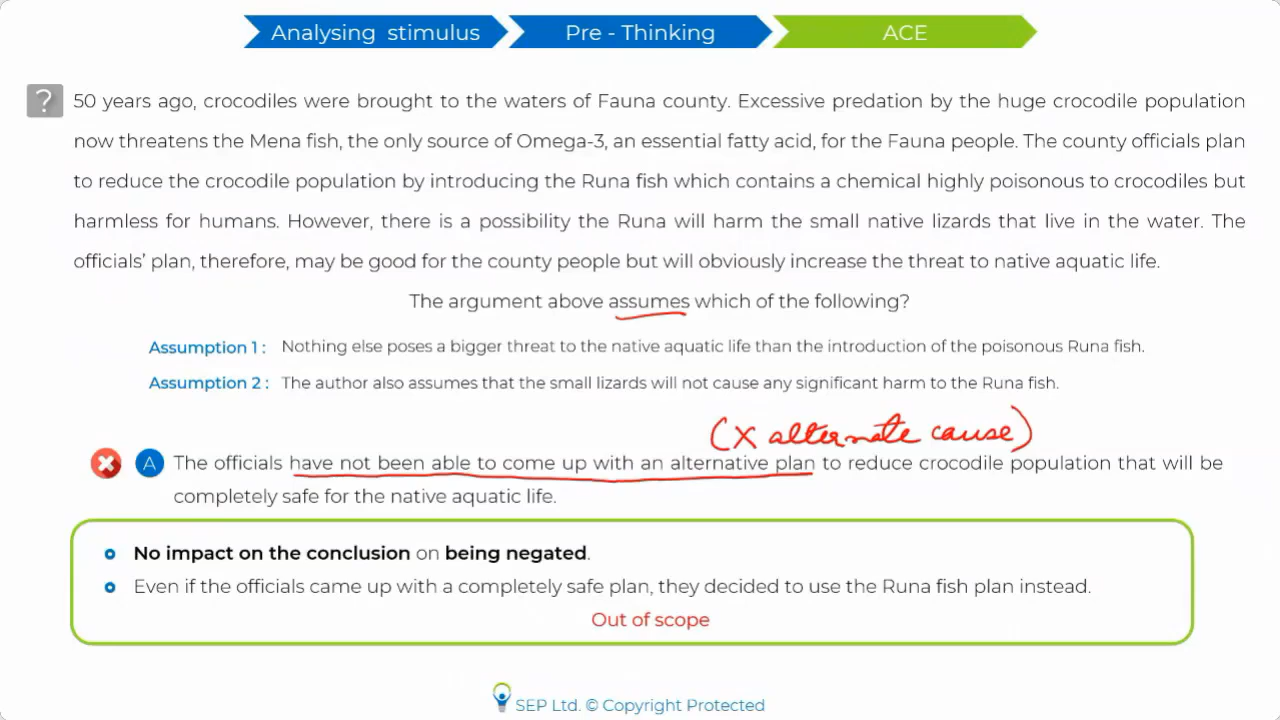 Analysing stimulus
Pre - Thinking
ACE
?
50 years ago, crocodiles were brought to the waters of Fauna county. Excessive predation by the huge crocodile population
now threatens the Mena fish, the only source of Omega-3, an essential fatty acid, for the Fauna people. The county officials plan
to reduce the crocodile population by introducing the Runa fish which contains a chemical highly poisonous to crocodiles but
harmless for humans. However, there is a possibility the Runa will harm the small native lizards that live in the water. The
officials' plan, therefore, may be good for the county people but will obviously increase the threat to native aquatic life.
The argument above assumes which of the following?
Assumption 1 : Nothing else poses a bigger threat to the native aquatic life than the introduction of the poisonous Runa fish.
Assumption 2 : The author also assumes that the small lizards will not cause any significant harm to the Runa fish.
(X alternate cause)
A The officials have not been able to come up with an alternative plan to reduce crocodile population that will be
completely safe for the native aquatic life.
No impact on the conclusion on being negated.
Even if the officials came up with a completely safe plan, they decided to use the Runa fish plan instead.
Out of scope
SEP Ltd. © Copyright Protected